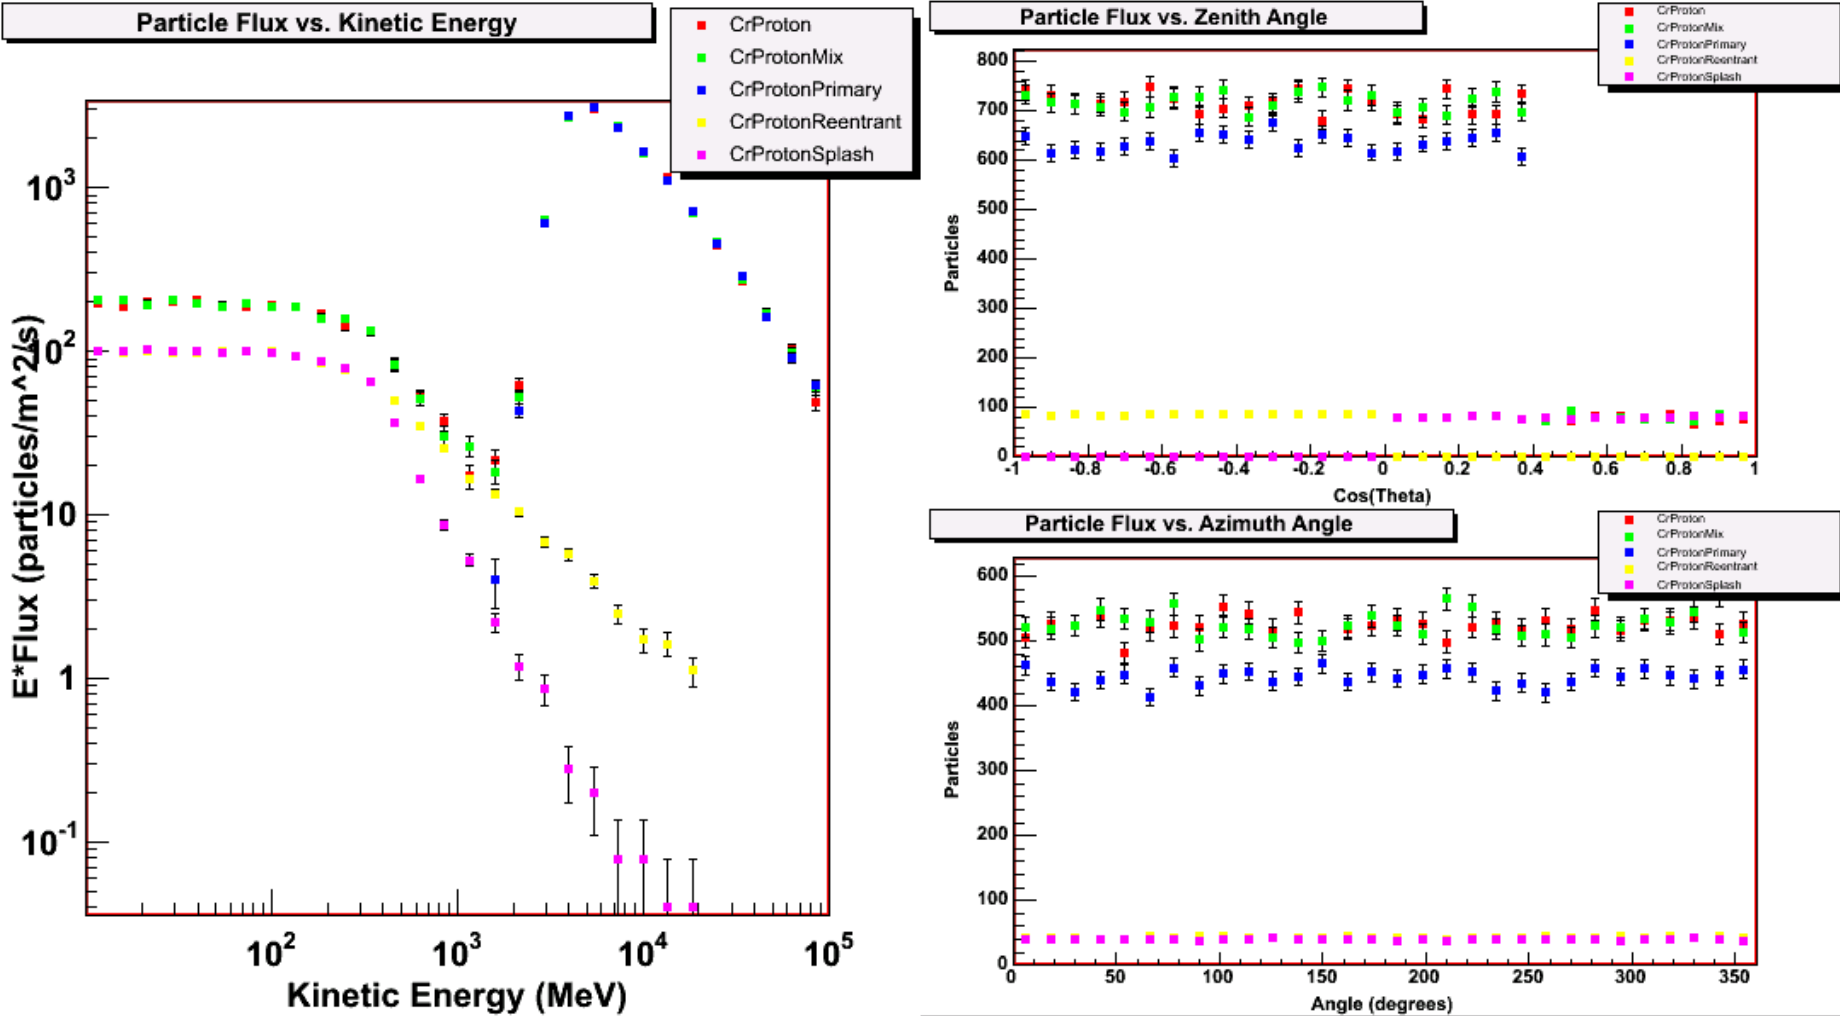 Particle Flux vs. Kinetic Energy
CrProton
CrProtonMix
CrProtonPrimary
CrProtonReentrant
CrProtonSplash
E*Flux (particles/m^2/s)
10^3
10^2
10
1
10^-1
10^2
10^3
10^4
10^5
Kinetic Energy (MeV)
Particle Flux vs. Zenith Angle
CrProton
CrProtonMix
CrProtonPrimary
CrProtonReentrant
CrProtonSplash
Particles
800
700
600
500
400
300
200
100
0
-1 -0.8 -0.6 -0.4 -0.2 0 0.2 0.4 0.6 0.8 1
Cos(Theta)
Particle Flux vs. Azimuth Angle
CrProton
CrProtonMix
CrProtonPrimary
CrProtonReentrant
CrProtonSplash
Particles
600
500
400
300
200
100
0
0 50 100 150 200 250 300 350
Angle (degrees)